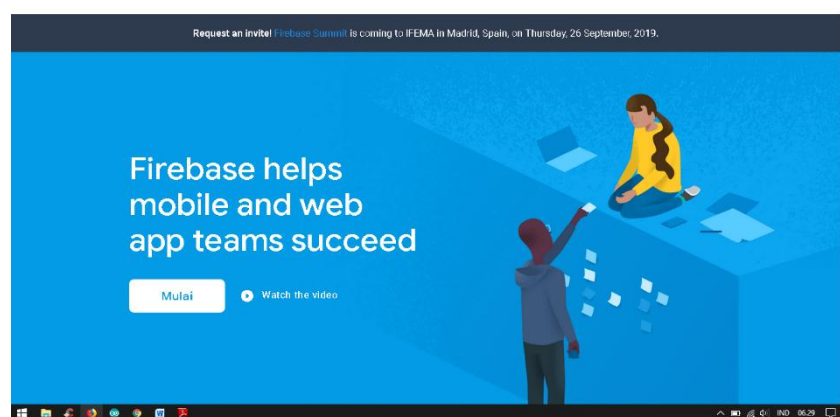 Request an invite! Firebase Summit is coming to IFEMA in Madrid, Spain, on Thursday, 26 September, 2019.
Firebase helps
mobile and web
app teams succeed
Mulai
Watch the video
IND 06.29